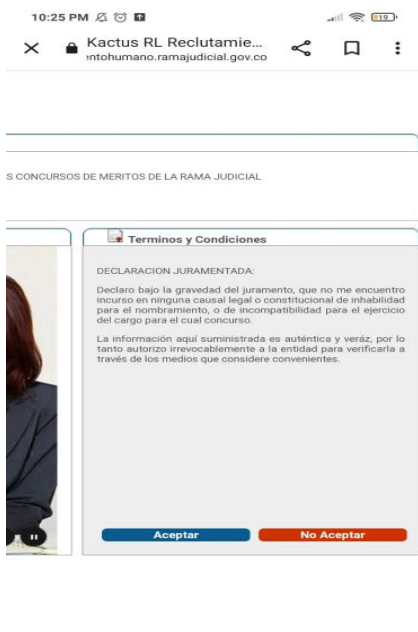 10:25 PM
19
Kactus RL Reclutamie...
entohumano.ramajudicial.gov.co
S CONCURSOS DE MERITOS DE LA RAMA JUDICIAL
Terminos y Condiciones
DECLARACION JURAMENTADA:
Declaro bajo la gravedad del juramento, que no me encuentro
incurso en ninguna causal legal o constitucional de inhabilidad
para el nombramiento, o de incompatibilidad para el ejercicio
del cargo para el cual concurso.
La información aquí suministrada es auténtica y veráz, por lo
tanto autorizo irrevocablemente a la entidad para verificarla a
través de los medios que considere convenientes.
Aceptar
No Aceptar